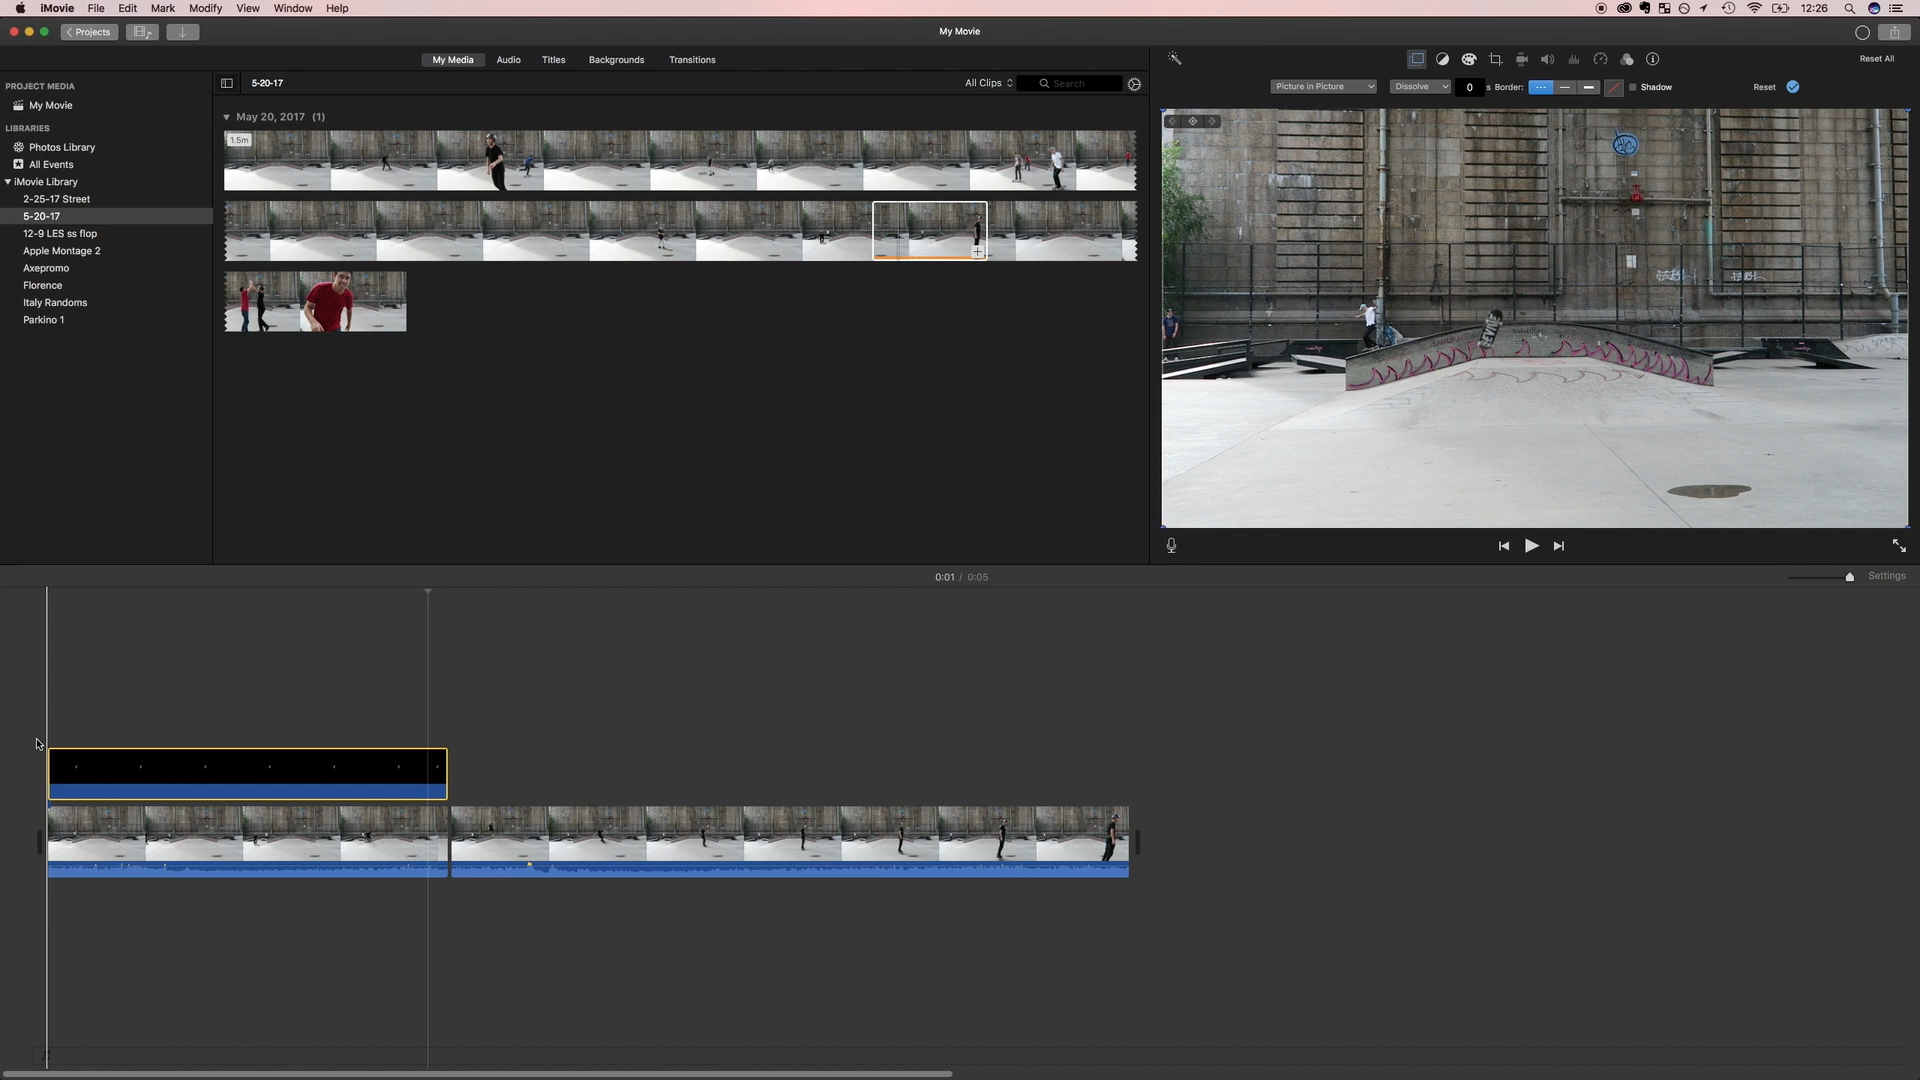 iMovie File Edit Mark Modify View Window Help 12:26
Projects My Movie
My Media Audio Titles Backgrounds Transitions Reset All
PROJECT MEDIA
My Movie
LIBRARIES
Photos Library
All Events
iMovie Library
2-25-17 Street
5-20-17
12-9 LES ss flop
Apple Montage 2
Axepromo
Florence
Italy Randoms
Parkino 1
5-20-17 All Clips Search
May 20, 2017 (1)
1.5m
Picture in Picture Dissolve 0 s Border: Shadow Reset
0:01 / 0:05 Settings